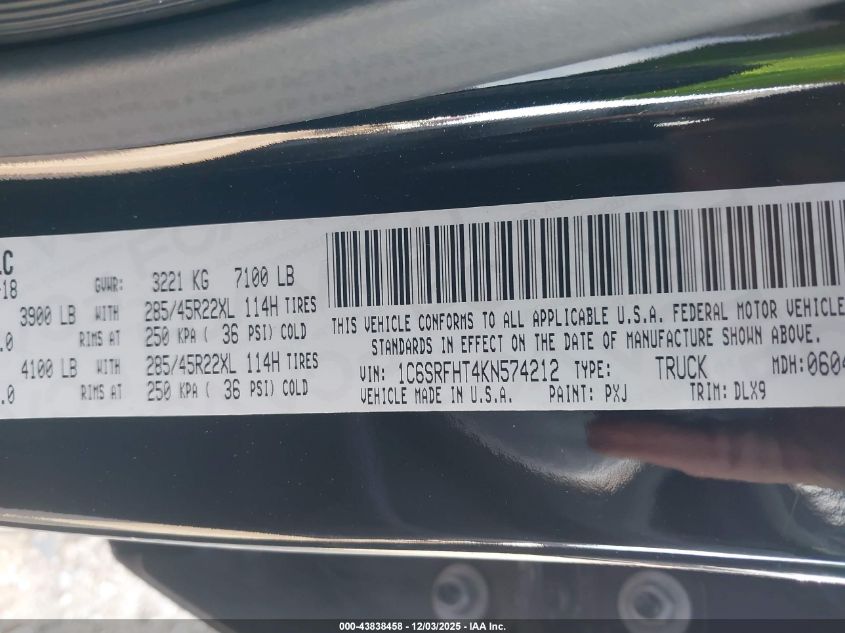 LC
-18 GVWR: 3221 KG 7100 LB
3900 LB WITH 285/45R22XL 114H TIRES
.0 RIMS AT 250 KPA ( 36 PSI) COLD
4100 LB WITH 285/45R22XL 114H TIRES
.0 RIMS AT 250 KPA ( 36 PSI) COLD
THIS VEHICLE CONFORMS TO ALL APPLICABLE U.S.A. FEDERAL MOTOR VEHICLE
STANDARDS IN EFFECT ON THE DATE OF MANUFACTURE SHOWN ABOVE.
VIN: 1C6SRFHT4KN574212 TYPE: TRUCK MDH:0604
VEHICLE MADE IN U.S.A. PAINT: PXJ TRIM: DLX9
000-43838458 - 12/03/2025 - IAA Inc.